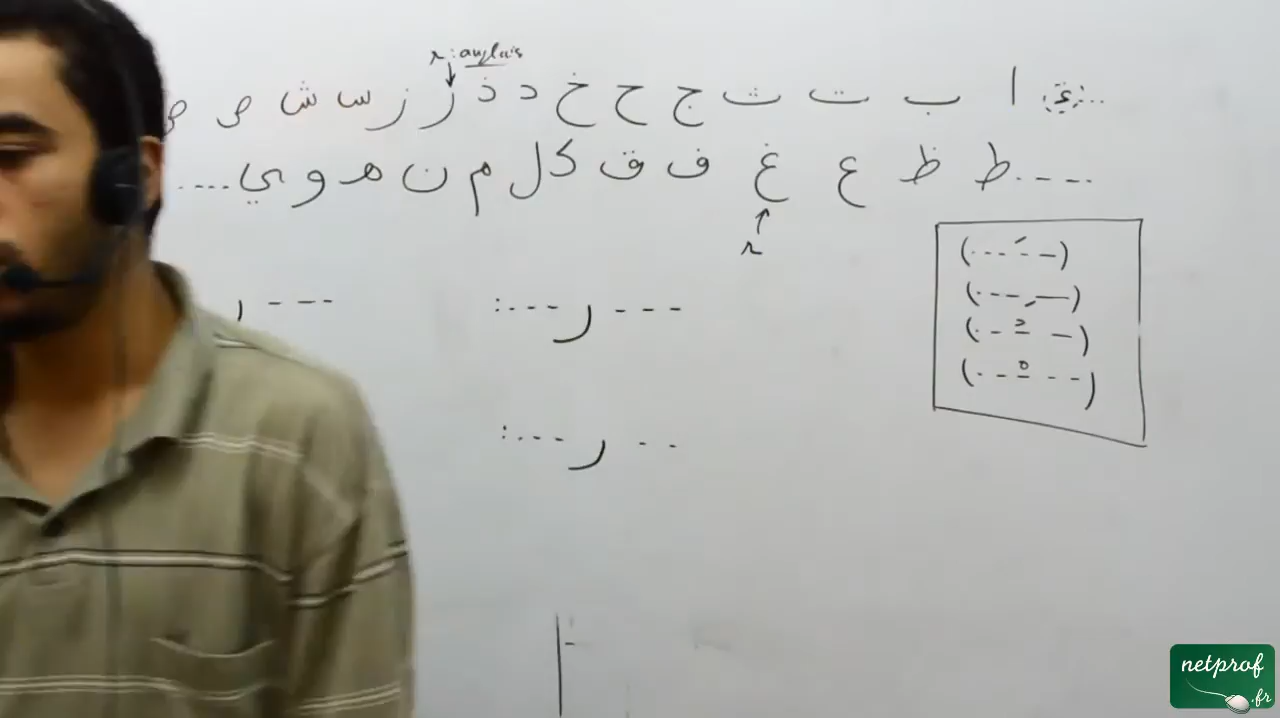 r : anglais
...ء ا ب ت ث ج ح خ د ذ ر ز س ش ص ض
.---ط ظ ع غ ف ق ك ل م ن ه و ي ....
r
(. - - - َ - —)
(. - - - ِ —)
(. - - ُ - —)
(. - - ْ - - -)
--- ر ---:
--- ر
-- ر ---:
netprof
.fr